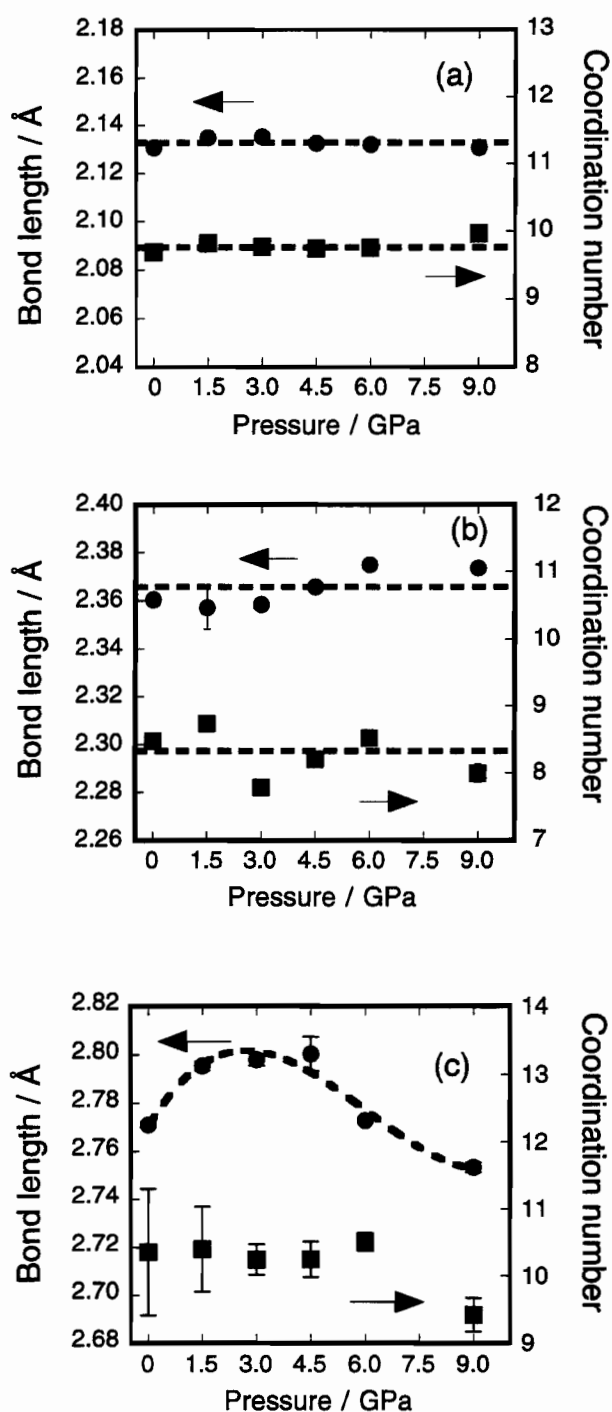 (a)
Bond length / Å
2.18
2.16
2.14
2.13
2.10
2.08
2.06
2.04
0 1.5 3.0 4.5 6.0 7.5 9.0
Pressure / GPa
13
12
11
10
9
8
Coordination number
(b)
Bond length / Å
2.40
2.38
2.36
2.34
2.32
2.30
2.28
2.26
0 1.5 3.0 4.5 6.0 7.5 9.0
Pressure / GPa
12
11
10
9
8
7
Coordination number
(c)
Bond length / Å
2.82
2.80
2.78
2.76
2.74
2.72
2.70
2.68
0 1.5 3.0 4.5 6.0 7.5 9.0
Pressure / GPa
14
13
12
11
10
9
Coordination number